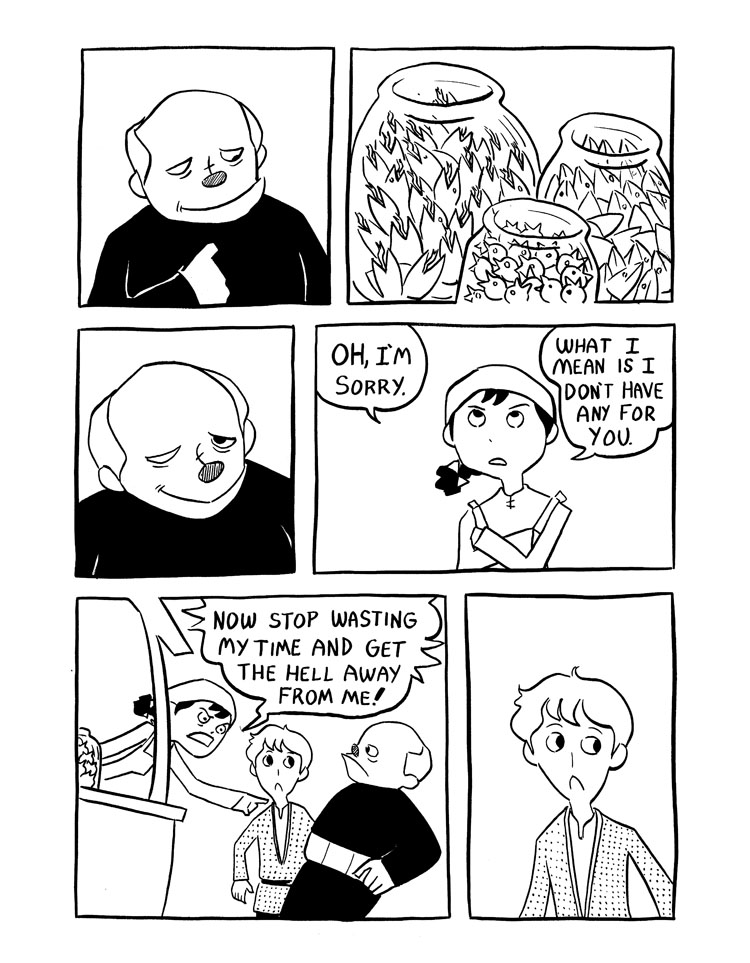 OH, I'M
SORRY.
WHAT I
MEAN IS I
DON'T HAVE
ANY FOR
YOU.
NOW STOP WASTING
MY TIME AND GET
THE HELL AWAY
FROM ME!